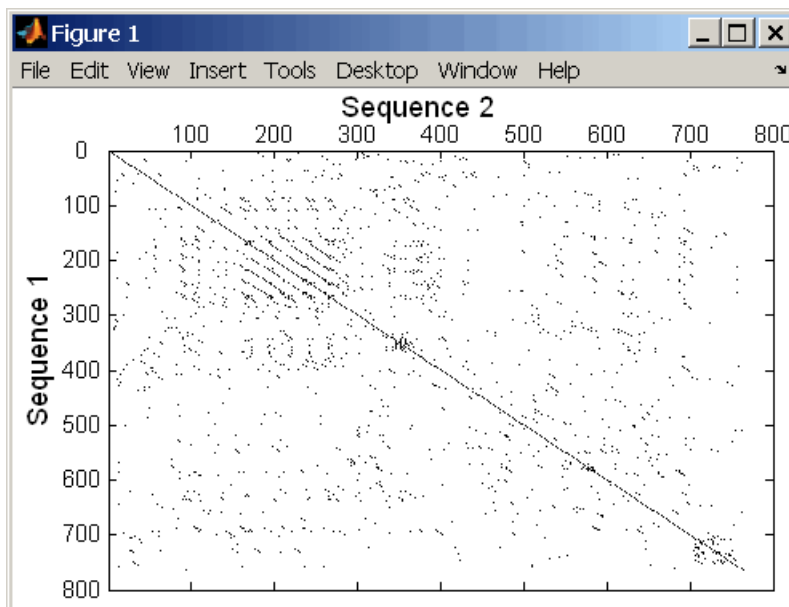 Figure 1
File Edit View Insert Tools Desktop Window Help
Sequence 2
100 200 300 400 500 600 700 800
0
100
200
300
400
500
600
700
800
Sequence 1